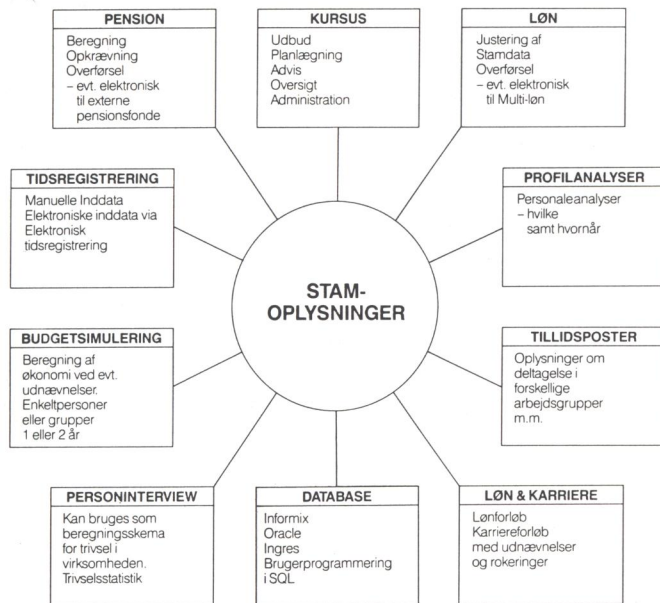 PENSION
Beregning
Opkrævning
Overførsel
– evt. elektronisk
til externe
pensionsfonde
KURSUS
Udbud
Planlægning
Advis
Oversigt
Administration
LØN
Justering af
Stamdata
Overførsel
– evt. elektronisk
til Multi-løn
TIDSREGISTRERING
Manuelle Inddata
Elektroniske inddata via
Elektronisk
tidsregistrering
PROFILANALYSER
Personaleanalyser
– hvilke
samt hvornår
STAM-
OPLYSNINGER
BUDGETSIMULERING
Beregning af
økonomi ved evt.
udnævnelser.
Enkeltpersoner
eller grupper
1 eller 2 år
TILLIDSPOSTER
Oplysninger om
deltagelse i
forskellige
arbejdsgrupper
m.m.
PERSONINTERVIEW
Kan bruges som
beregningsskema
for trivsel i
virksomheden.
Trivselsstatistik
DATABASE
Informix
Oracle
Ingres
Brugerprogrammering
i SQL
LØN & KARRIERE
Lønforløb
Karriereforløb
med udnævnelser
og rokeringer